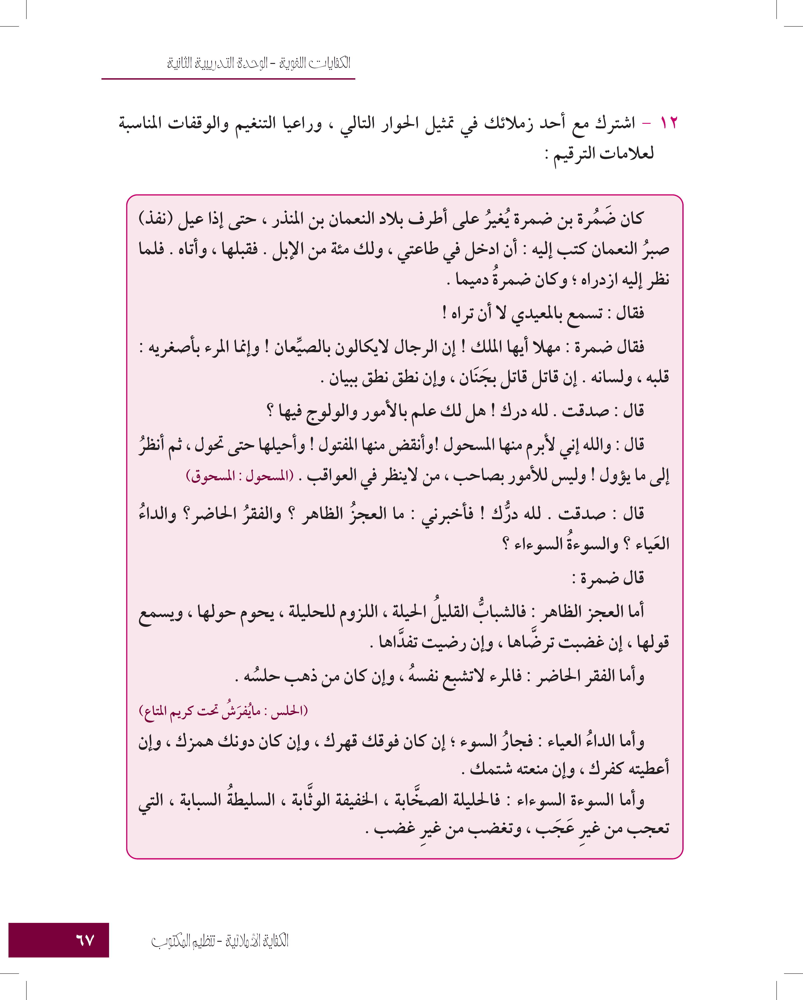 الكفايات اللغوية - الوحدة التدريبية الثانية
١٢ - اشترك مع أحد زملائك في تمثيل الحوار التالي ، وراعيا التنغيم والوقفات المناسبة
لعلامات الترقيم :
كان ضَمُرة بن ضمرة يُغيرُ على أطرف بلاد النعمان بن المنذر ، حتى إذا عيل (نفذ)
صبرُ النعمان كتب إليه : أن ادخل في طاعتي ، ولك مئة من الإبل . فقبلها ، وأتاه . فلما
نظر إليه ازدراه ؛ وكان ضمرةُ دميما .
فقال : تسمع بالمعيدي لا أن تراه !
فقال ضمرة : مهلا أيها الملك ! إن الرجال لايكالون بالصيِّعان ! وإنما المرء بأصغريه :
قلبه ، ولسانه . إن قاتل قاتل بجَنَان ، وإن نطق نطق ببيان .
قال : صدقت . لله درك ! هل لك علم بالأمور والولوج فيها ؟
قال : والله إني لأبرم منها المسحول !وأنقض منها المفتول ! وأحيلها حتى تحول ، ثم أنظرُ
إلى ما يؤول ! وليس للأمور بصاحب ، من لاينظر في العواقب . (المسحول : المسحوق)
قال : صدقت . لله درُّك ! فأخبرني : ما العجزُ الظاهر ؟ والفقرُ الحاضر؟ والداءُ
العَياء ؟ والسوءةُ السوءاء ؟
قال ضمرة :
أما العجز الظاهر : فالشبابُّ القليلُ الحيلة ، اللزوم للحليلة ، يحوم حولها ، ويسمع
قولها ، إن غضبت ترضَّاها ، وإن رضيت تفدَّاها .
وأما الفقر الحاضر : فالمرء لاتشبع نفسهُ ، وإن كان من ذهب حلسُه .
(الحلس : مايُفرَشُ تحت كريم المتاع)
وأما الداءُ العياء : فجارُ السوء ؛ إن كان فوقك قهرك ، وإن كان دونك همزك ، وإن
أعطيته كفرك ، وإن منعته شتمك .
وأما السوءة السوءاء : فالحليلة الصخَّابة ، الخفيفة الوثَّابة ، السليطةُ السبابة ، التي
تعجب من غيرِ عَجَب ، وتغضب من غيرِ غضب .
الكفاية الأملائية - تنظيم المكتوب
٦٧